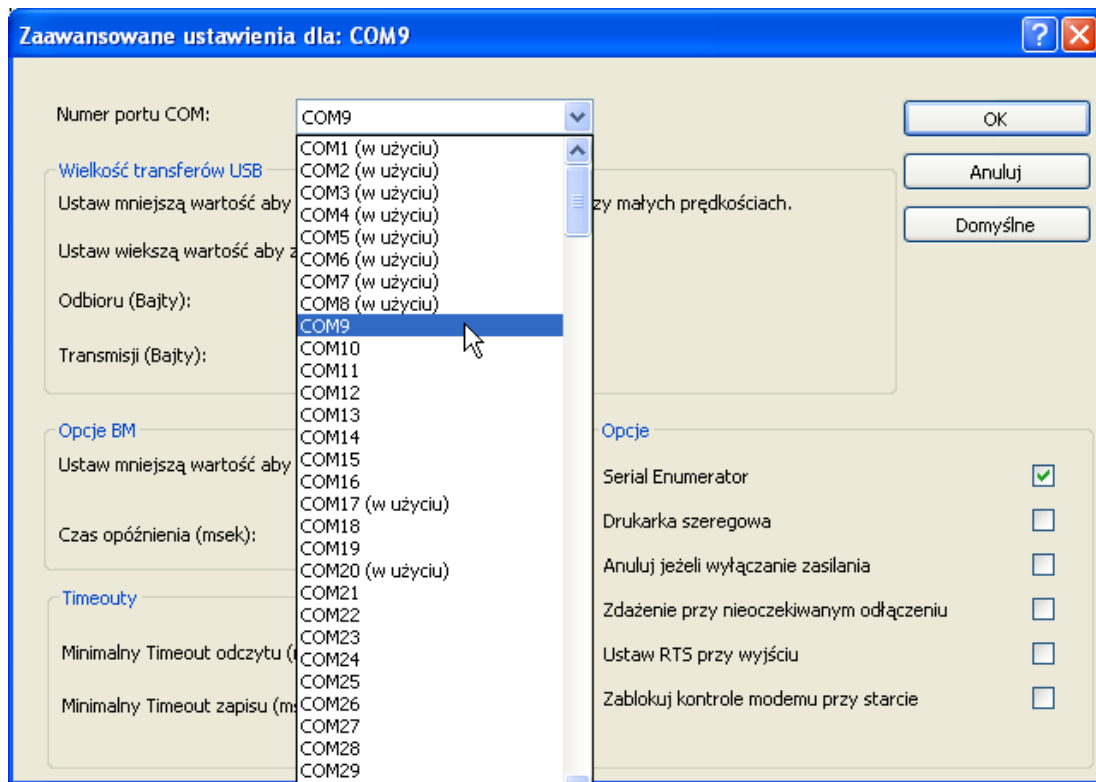 Zaawansowane ustawienia dla: COM9
Numer portu COM:
COM9
OK
Anuluj
Domyślne
COM1 (w użyciu)
COM2 (w użyciu)
COM3 (w użyciu)
COM4 (w użyciu)
COM5 (w użyciu)
COM6 (w użyciu)
COM7 (w użyciu)
COM8 (w użyciu)
COM9
COM10
COM11
COM12
COM13
COM14
COM15
COM16
COM17 (w użyciu)
COM18
COM19
COM20 (w użyciu)
COM21
COM22
COM23
COM24
COM25
COM26
COM27
COM28
COM29
Wielkość transferów USB
Ustaw mniejszą wartość aby zy małych prędkościach.
Ustaw wiekszą wartość aby z
Odbioru (Bajty):
Transmisji (Bajty):
Opcje BM
Ustaw mniejszą wartość aby
Czas opóźnienia (msek):
Timeouty
Minimalny Timeout odczytu (
Minimalny Timeout zapisu (ms
Opcje
Serial Enumerator
Drukarka szeregowa
Anuluj jeżeli wyłączanie zasilania
Zdażenie przy nieoczekiwanym odłączeniu
Ustaw RTS przy wyjściu
Zablokuj kontrole modemu przy starcie